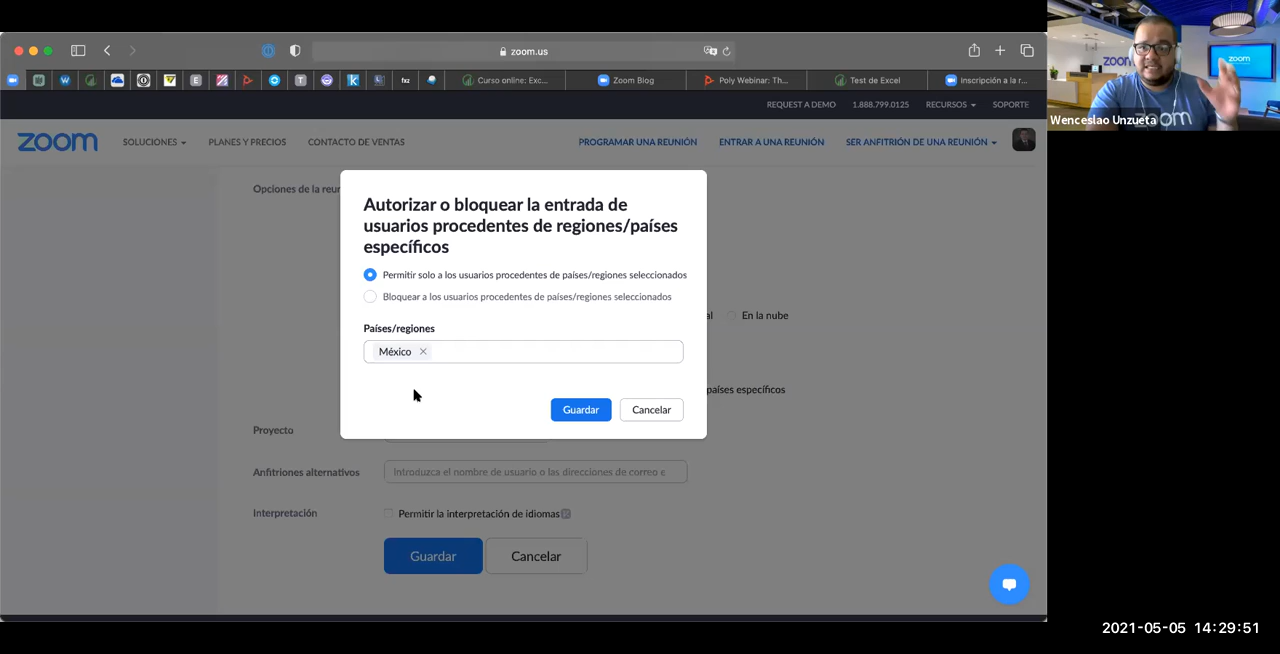 zoom.us
Curso online; Exc...
Zoom Blog
Poly Webinar: Th...
Test de Excel
Inscripción a la r...
REQUEST A DEMO
1.888.799.0125
RECURSOS
SOPORTE
zoom
SOLUCIONES
PLANES Y PRECIOS
CONTACTO DE VENTAS
PROGRAMAR UNA REUNIÓN
ENTRAR A UNA REUNIÓN
SER ANFITRIÓN DE UNA REUNIÓN
Opciones de la reun
Autorizar o bloquear la entrada de
usuarios procedentes de regiones/países
específicos
Permitir solo a los usuarios procedentes de países/regiones seleccionados
Bloquear a los usuarios procedentes de países/regiones seleccionados
Países/regiones
México
Guardar
Cancelar
al
En la nube
países específicos
Proyecto
Anfitriones alternativos
Introduzca el nombre de usuario o las direcciones de correo e
Interpretación
Permitir la interpretación de idiomas
Guardar
Cancelar
zoom
zoom
Wenceslao Unzueta
zoom
2021-05-05 14:29:51